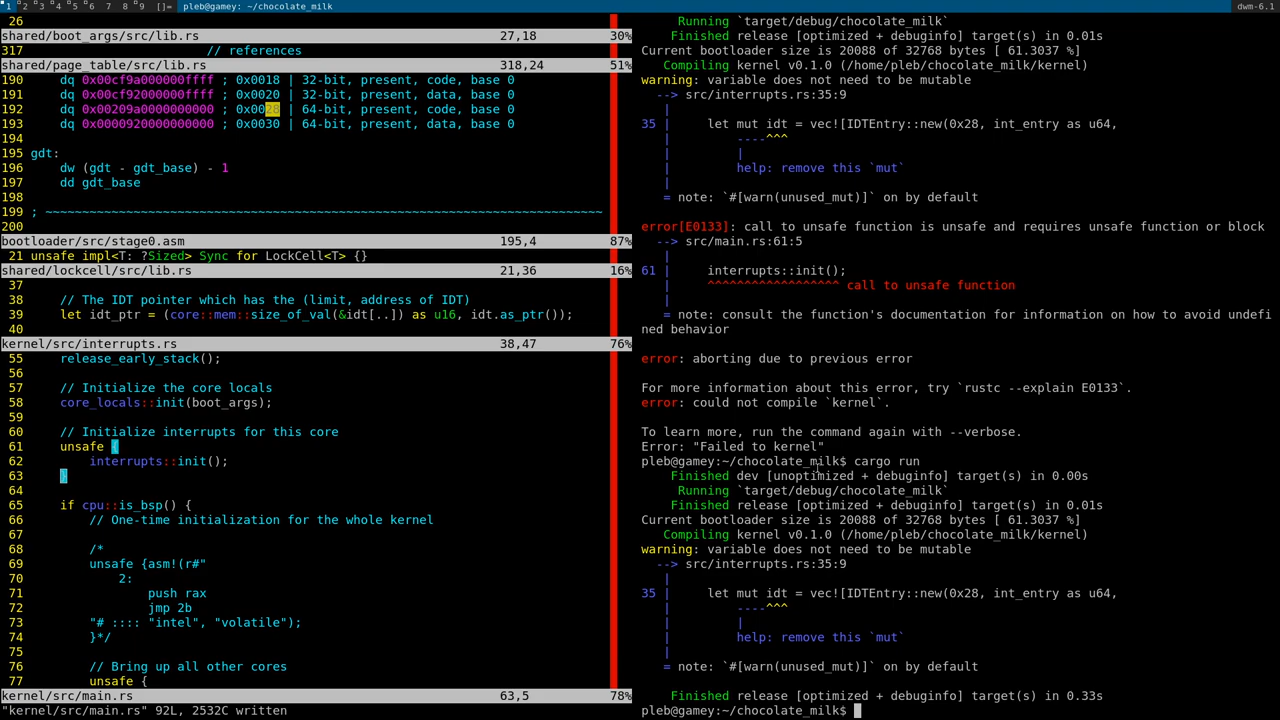 1 2 3 4 5 6 7 8 9 []= pleb@gamey: ~/chocolate_milk dwm-6.1
26
shared/boot_args/src/lib.rs 27,18 30%
317 // references
shared/page_table/src/lib.rs 318,24 51%
190 dq 0x00cf9a000000ffff ; 0x0018 | 32-bit, present, code, base 0
191 dq 0x00cf92000000ffff ; 0x0020 | 32-bit, present, data, base 0
192 dq 0x00209a0000000000 ; 0x0028 | 64-bit, present, code, base 0
193 dq 0x0000920000000000 ; 0x0030 | 64-bit, present, data, base 0
194
195 gdt:
196 dw (gdt - gdt_base) - 1
197 dd gdt_base
198
199 ; ~~~~~~~~~~~~~~~~~~~~~~~~~~~~~~~~~~~~~~~~~~~~~~~~~~~~~~~~~~~~~~~~~~~~~~~~~~~~
200
bootloader/src/stage0.asm 195,4 87%
21 unsafe impl<T: ?Sized> Sync for LockCell<T> {}
shared/lockcell/src/lib.rs 21,36 16%
37
38 // The IDT pointer which has the (limit, address of IDT)
39 let idt_ptr = (core::mem::size_of_val(&idt[..]) as u16, idt.as_ptr());
40
kernel/src/interrupts.rs 38,47 76%
55 release_early_stack();
56
57 // Initialize the core locals
58 core_locals::init(boot_args);
59
60 // Initialize interrupts for this core
61 unsafe {
62 interrupts::init();
63 }
64
65 if cpu::is_bsp() {
66 // One-time initialization for the whole kernel
67
68 /*
69 unsafe {asm!(r#"
70 2:
71 push rax
72 jmp 2b
73 "# :::: "intel", "volatile");
74 }*/
75
76 // Bring up all other cores
77 unsafe {
kernel/src/main.rs 63,5 78%
"kernel/src/main.rs" 92L, 2532C written
Running `target/debug/chocolate_milk`
Finished release [optimized + debuginfo] target(s) in 0.01s
Current bootloader size is 20088 of 32768 bytes [ 61.3037 %]
Compiling kernel v0.1.0 (/home/pleb/chocolate_milk/kernel)
warning: variable does not need to be mutable
--> src/interrupts.rs:35:9
|
35 | let mut idt = vec![IDTEntry::new(0x28, int_entry as u64,
| ----^^^
| |
| help: remove this `mut`
|
= note: `#[warn(unused_mut)]` on by default
error[E0133]: call to unsafe function is unsafe and requires unsafe function or block
--> src/main.rs:61:5
|
61 | interrupts::init();
| ^^^^^^^^^^^^^^^^^^ call to unsafe function
|
= note: consult the function's documentation for information on how to avoid undefi
ned behavior
error: aborting due to previous error
For more information about this error, try `rustc --explain E0133`.
error: could not compile `kernel`.
To learn more, run the command again with --verbose.
Error: "Failed to kernel"
pleb@gamey:~/chocolate_milk$ cargo run
Finished dev [unoptimized + debuginfo] target(s) in 0.00s
Running `target/debug/chocolate_milk`
Finished release [optimized + debuginfo] target(s) in 0.01s
Current bootloader size is 20088 of 32768 bytes [ 61.3037 %]
Compiling kernel v0.1.0 (/home/pleb/chocolate_milk/kernel)
warning: variable does not need to be mutable
--> src/interrupts.rs:35:9
|
35 | let mut idt = vec![IDTEntry::new(0x28, int_entry as u64,
| ----^^^
| |
| help: remove this `mut`
|
= note: `#[warn(unused_mut)]` on by default
Finished release [optimized + debuginfo] target(s) in 0.33s
pleb@gamey:~/chocolate_milk$